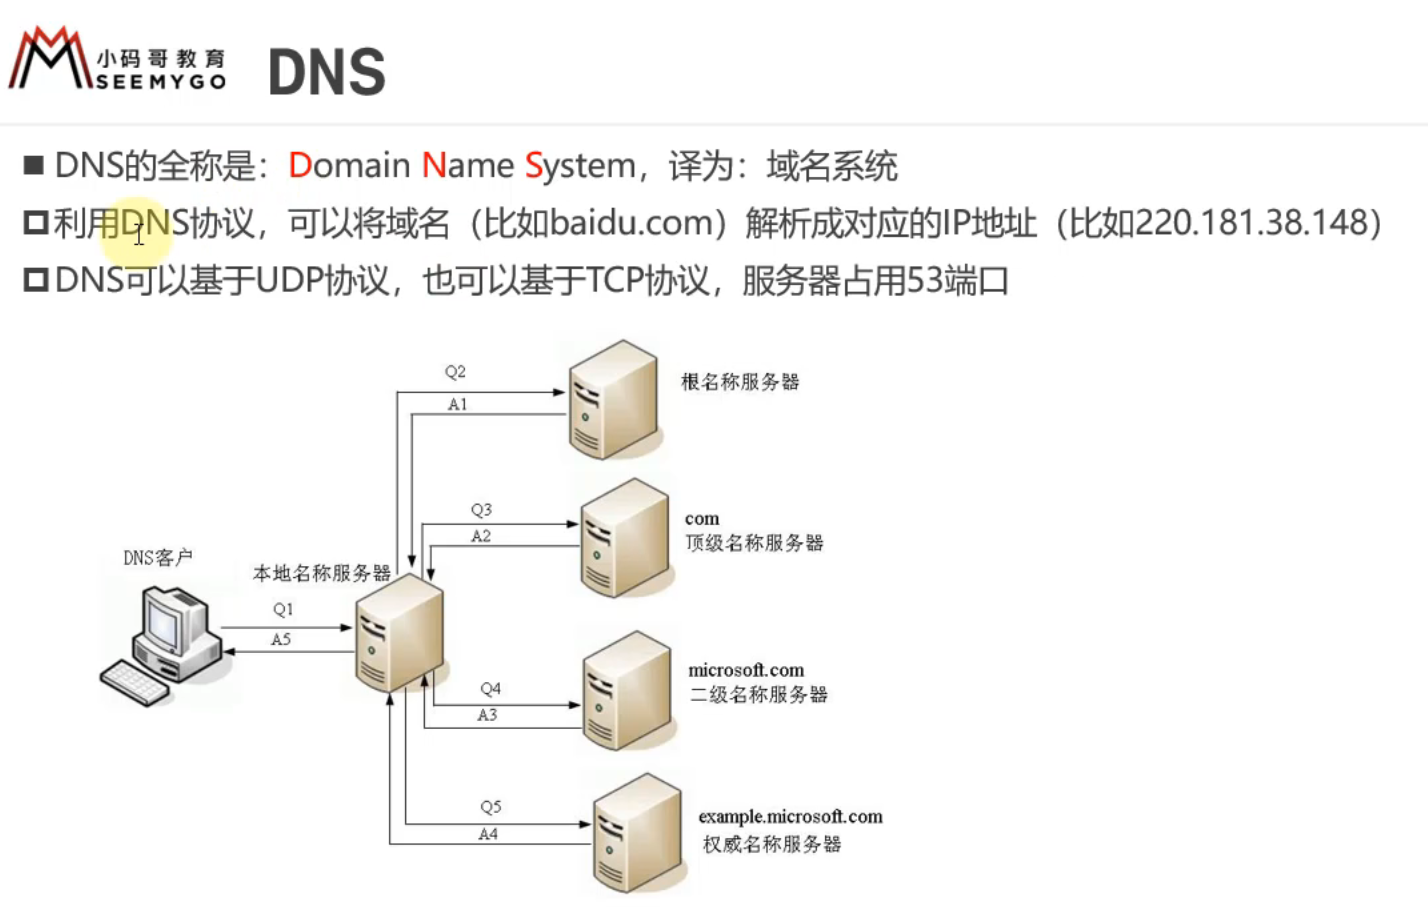 小码哥教育
SEEMYGO
DNS
DNS的全称是：Domain Name System，译为：域名系统
利用DNS协议，可以将域名（比如baidu.com）解析成对应的IP地址（比如220.181.38.148）
DNS可以基于UDP协议，也可以基于TCP协议，服务器占用53端口
Q2
A1
根名称服务器
Q3
A2
com
顶级名称服务器
DNS客户
本地名称服务器
Q1
A5
Q4
A3
microsoft.com
二级名称服务器
Q5
A4
example.microsoft.com
权威名称服务器